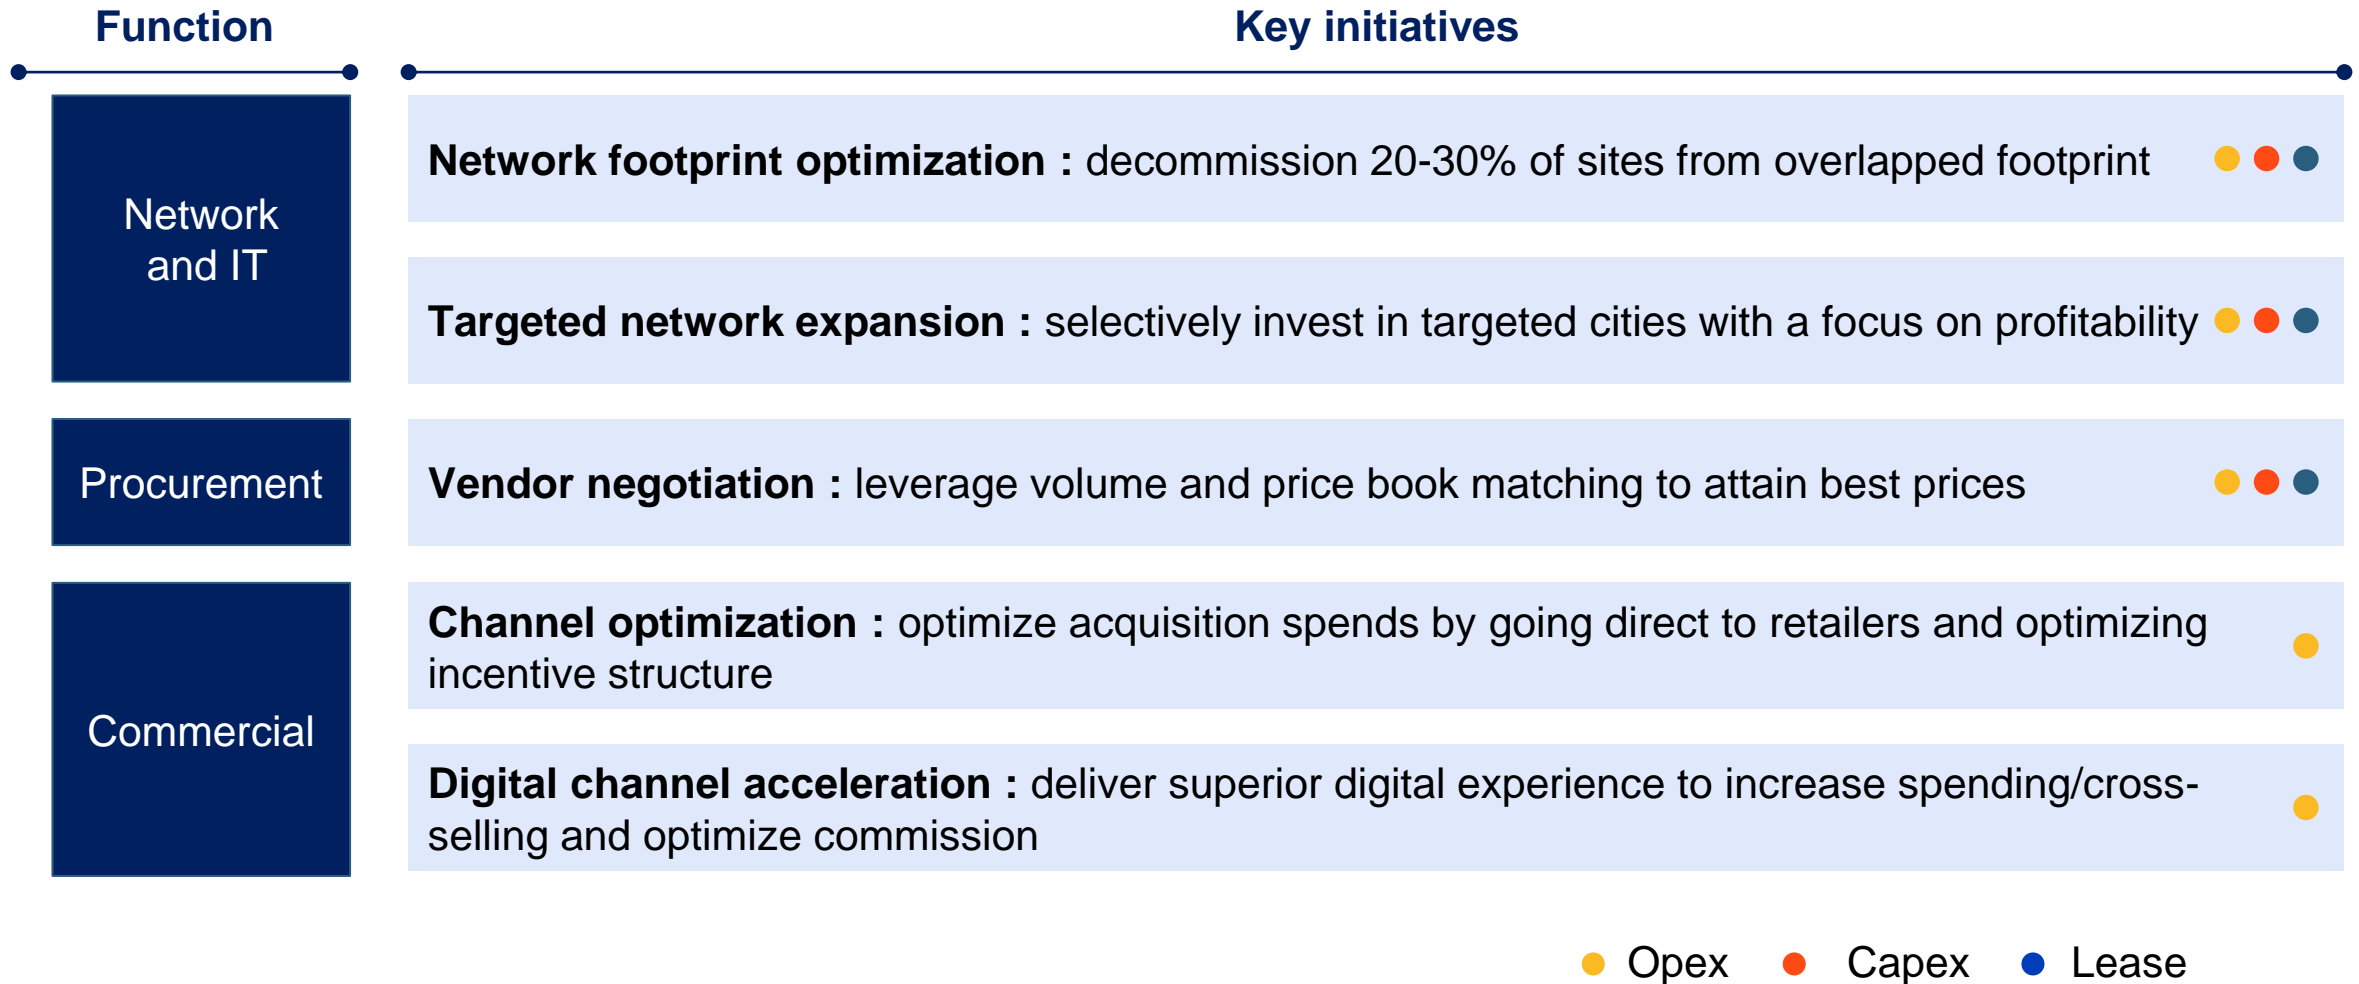 Function
Key initiatives
Network
and IT
Network footprint optimization : decommission 20-30% of sites from overlapped footprint
Targeted network expansion : selectively invest in targeted cities with a focus on profitability
Procurement
Vendor negotiation : leverage volume and price book matching to attain best prices
Commercial
Channel optimization : optimize acquisition spends by going direct to retailers and optimizing
incentive structure
Digital channel acceleration : deliver superior digital experience to increase spending/cross-
selling and optimize commission
Opex
Capex
Lease